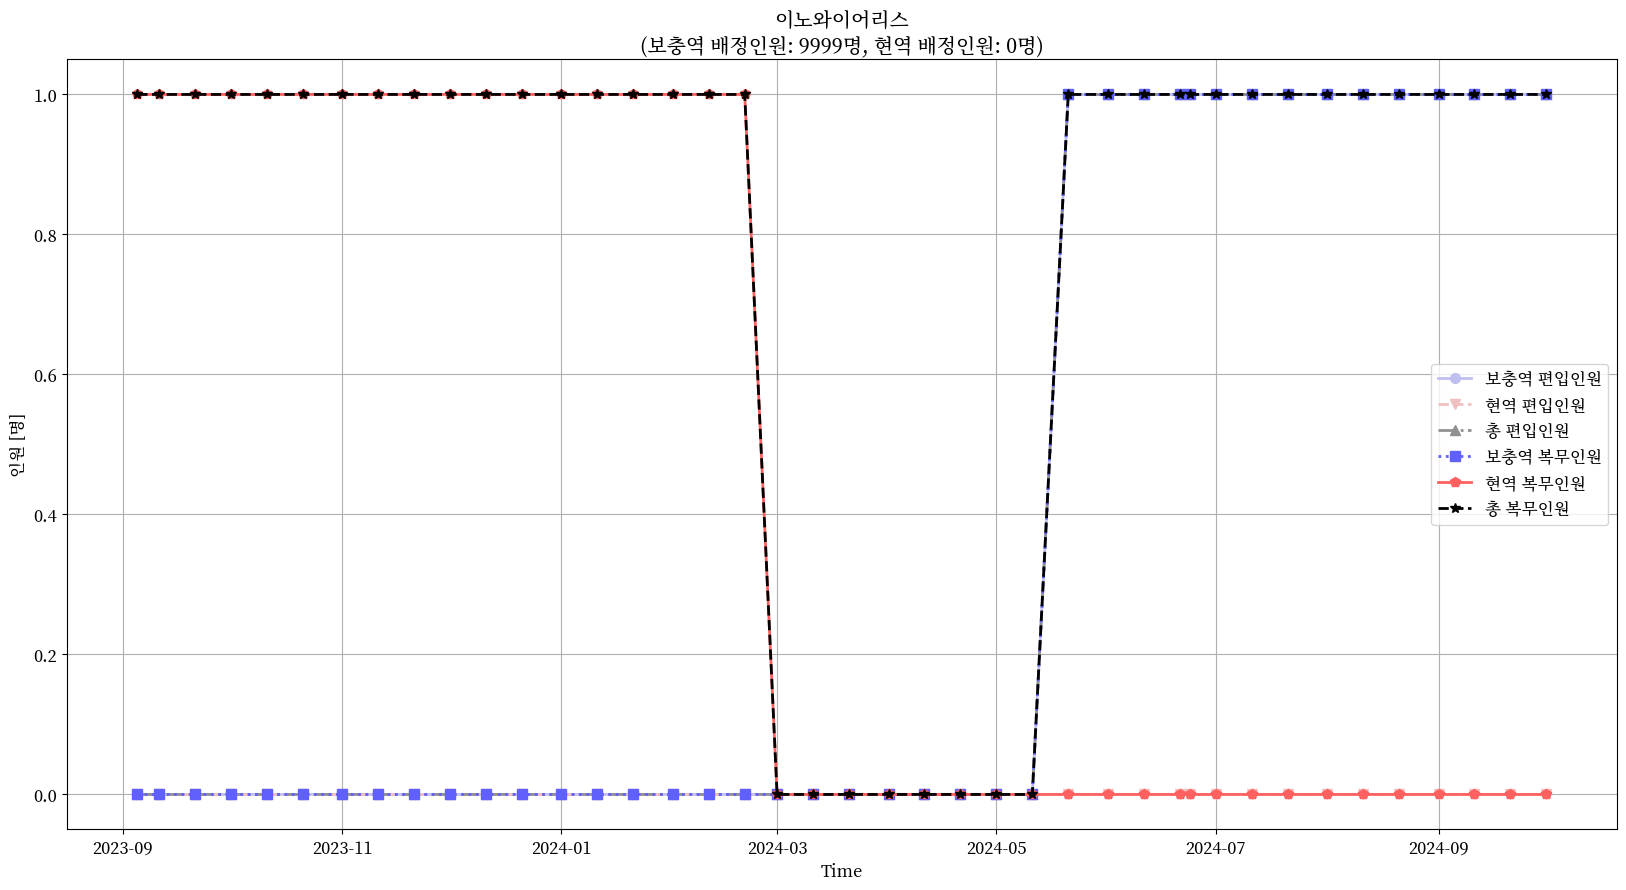 이노와이어리스
(보충역 배정인원: 9999명, 현역 배정인원: 0명)
1.0
0.8
0.6
0.4
0.2
0.0
인원 [명]
보충역 편입인원
현역 편입인원
총 편입인원
보충역 복무인원
현역 복무인원
총 복무인원
2023-09
2023-11
2024-01
2024-03
2024-05
2024-07
2024-09
Time